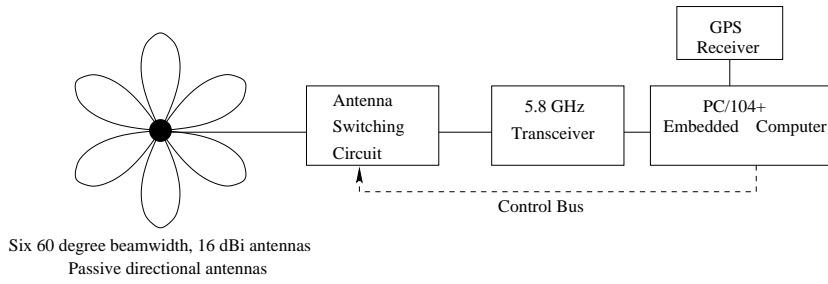 GPS
Receiver
Antenna
Switching
Circuit
5.8 GHz
Transceiver
PC/104+
Embedded Computer
Control Bus
Six 60 degree beamwidth, 16 dBi antennas
Passive directional antennas